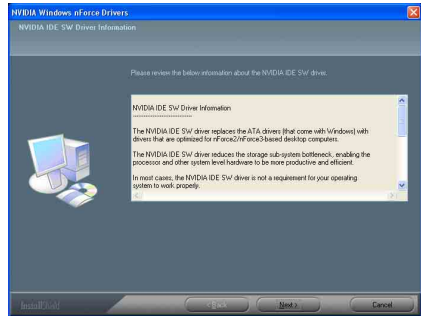 NVIDIA Windows nForce Drivers
NVIDIA IDE SW Driver Information
Please review the below information about the NVIDIA IDE SW driver.
NVIDIA IDE SW Driver Information
----------------------------
The NVIDIA IDE SW driver replaces the ATA drivers (that come with Windows) with
drivers that are optimized for nForce2/nForce3-based desktop computers.
The NVIDIA IDE SW driver reduces the storage sub-system bottleneck, enabling the
processor and other system level hardware to be more productive and efficient.
In most cases, the NVIDIA IDE SW driver is not a requirement for your operating
system to work properly.
InstallShield
< Back
Next >
Cancel